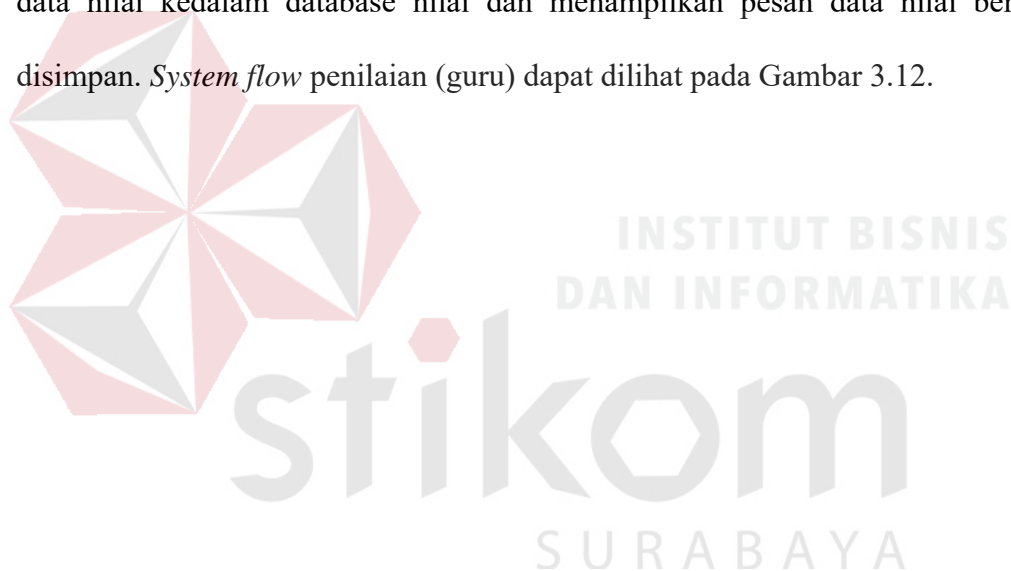 data nilai kedalam database nilai dan menampilkan pesan data nilai ber
disimpan. System flow penilaian (guru) dapat dilihat pada Gambar 3.12.
INSTITUT BISNIS
DAN INFORMATIKA
stikom
SURABAYA